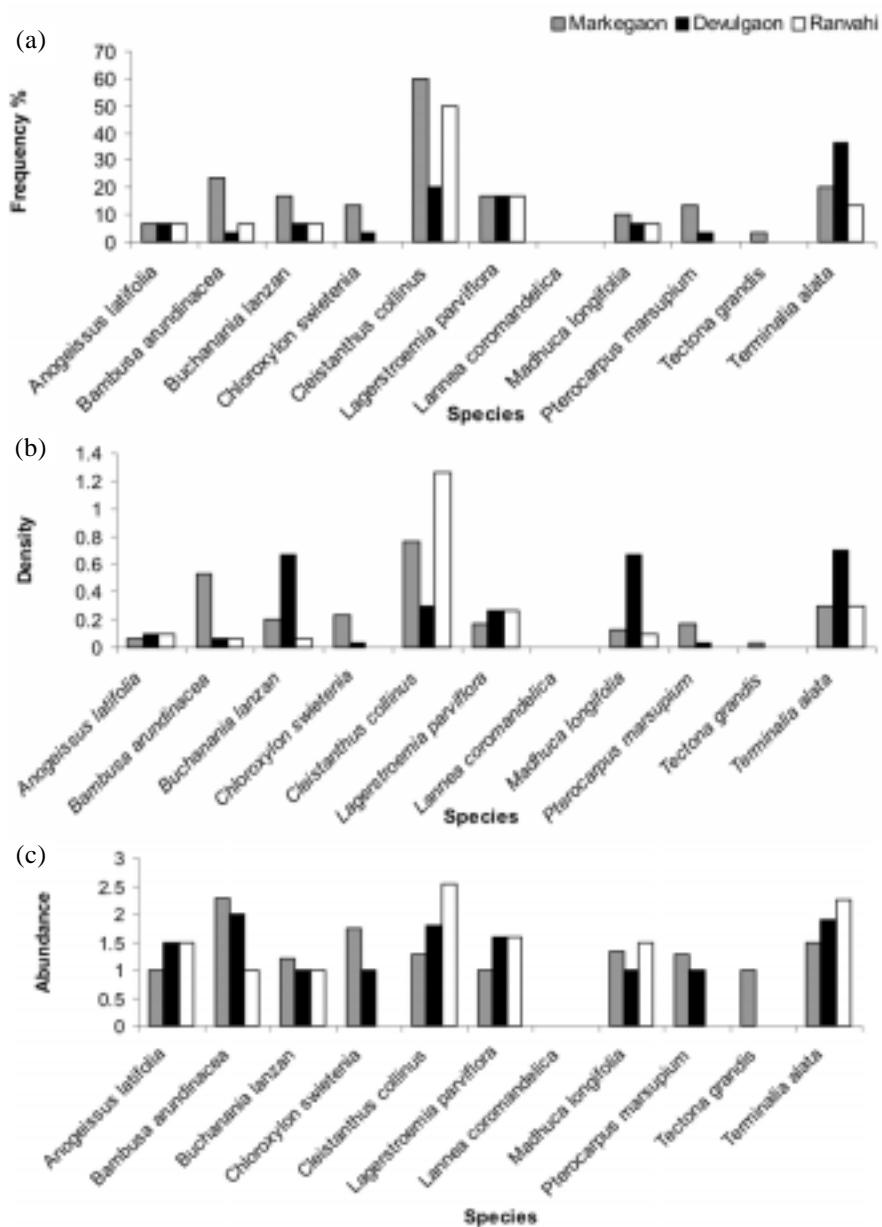 (a)
Markegaon Devulgaon Ranvahi
Frequency %
70
60
50
40
30
20
10
0
Anogeissus latifolia
Bambusa arundinacea
Buchanania lanzan
Chloroxylon swietenia
Cleistanthus collinus
Lagerstroemia parviflora
Lannea coromandelica
Madhuca longifolia
Pterocarpus marsupium
Tectona grandis
Terminalia alata
Species
(b)
Density
1.4
1.2
1
0.8
0.6
0.4
0.2
0
Anogeissus latifolia
Bambusa arundinacea
Buchanania lanzan
Chloroxylon swietenia
Cleistanthus collinus
Lagerstroemia parviflora
Lannea coromandelica
Madhuca longifolia
Pterocarpus marsupium
Tectona grandis
Terminalia alata
Species
(c)
Abundance
3
2.5
2
1.5
1
0.5
0
Anogeissus latifolia
Bambusa arundinacea
Buchanania lanzan
Chloroxylon swietenia
Cleistanthus collinus
Lagerstroemia parviflora
Lannea coromandelica
Madhuca longifolia
Pterocarpus marsupium
Tectona grandis
Terminalia alata
Species